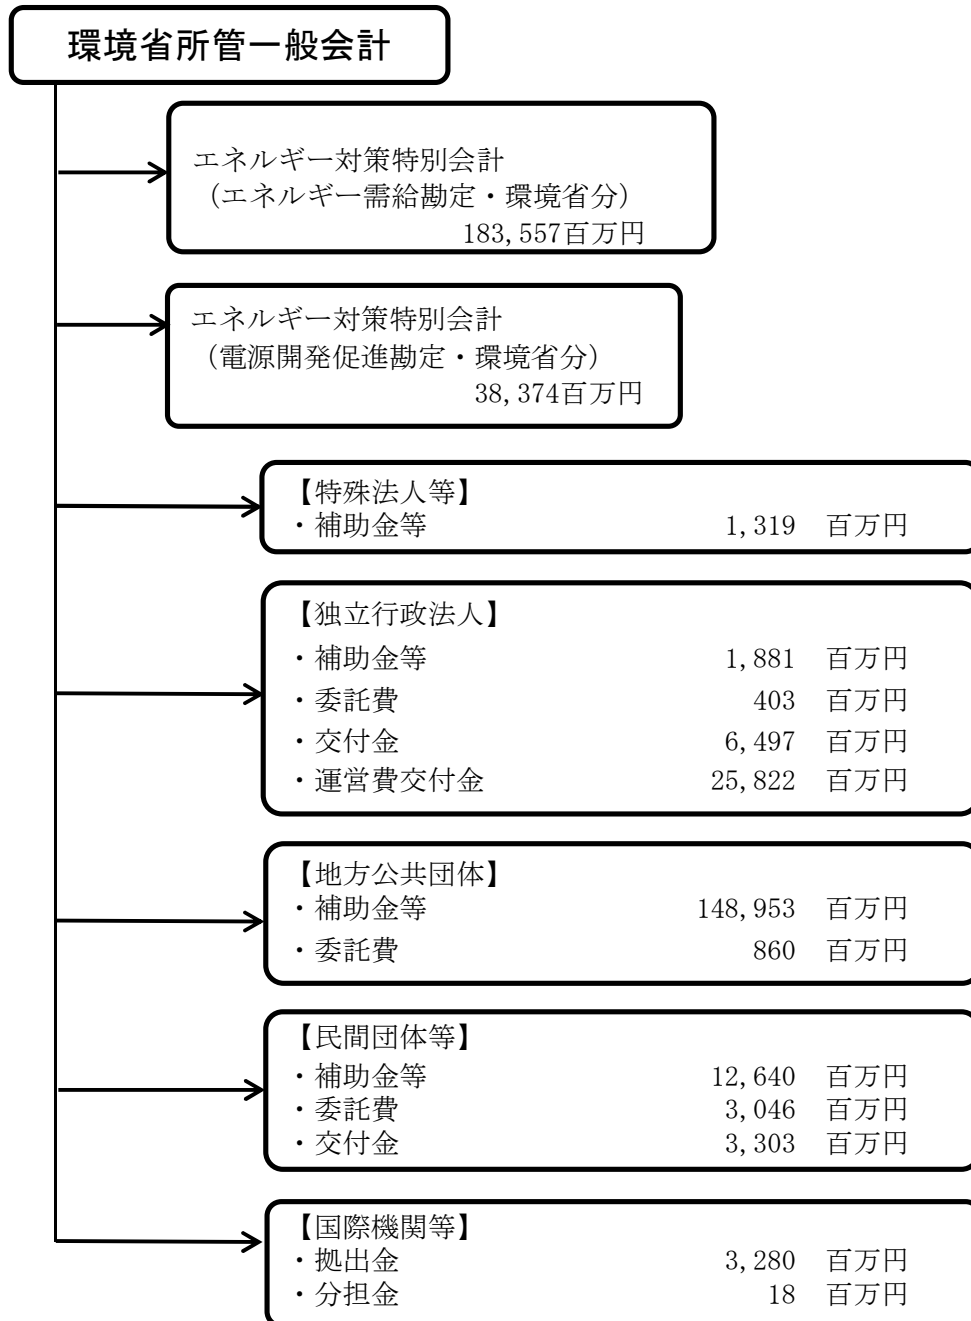 環境省所管一般会計
エネルギー対策特別会計
（エネルギー需給勘定・環境省分）
183,557百万円
エネルギー対策特別会計
（電源開発促進勘定・環境省分）
38,374百万円
【特殊法人等】
・補助金等 1,319 百万円
【独立行政法人】
・補助金等 1,881 百万円
・委託費 403 百万円
・交付金 6,497 百万円
・運営費交付金 25,822 百万円
【地方公共団体】
・補助金等 148,953 百万円
・委託費 860 百万円
【民間団体等】
・補助金等 12,640 百万円
・委託費 3,046 百万円
・交付金 3,303 百万円
【国際機関等】
・拠出金 3,280 百万円
・分担金 18 百万円